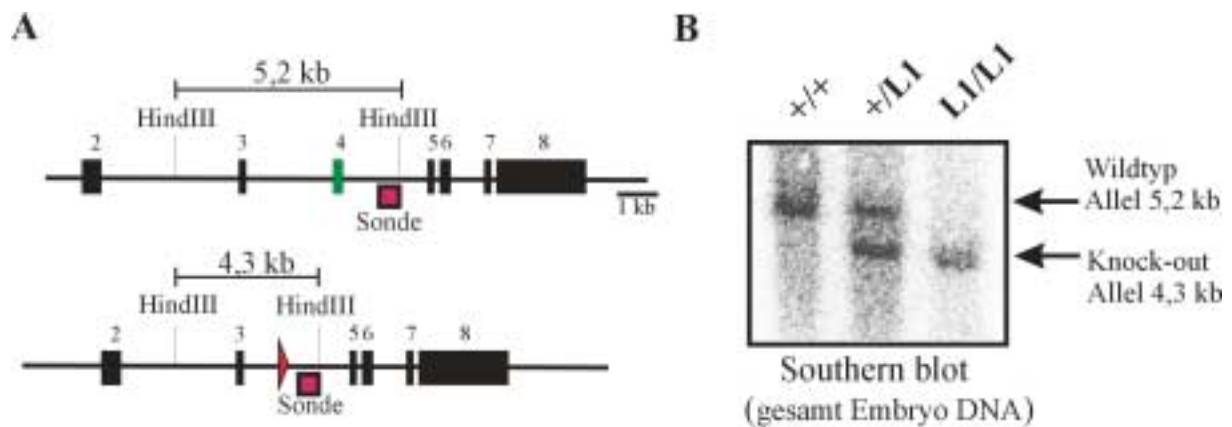 A
5,2 kb
HindIII HindIII
2 3 4 5 6 7 8
Sonde
1 kb
4,3 kb
HindIII HindIII
2 3 5 6 7 8
Sonde
B
+/+ +/L1 L1/L1
Wildtyp
Allel 5,2 kb
Knock-out
Allel 4,3 kb
Southern blot
(gesamt Embryo DNA)